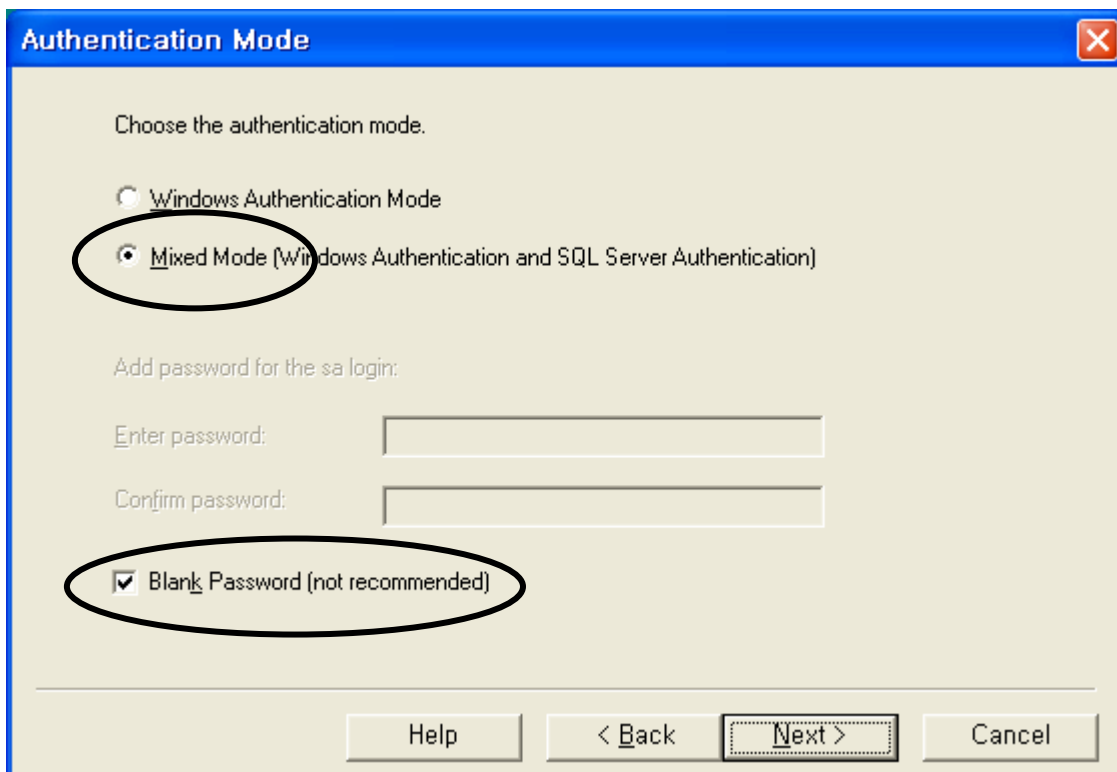 Authentication Mode
Choose the authentication mode.
Windows Authentication Mode
Mixed Mode (Windows Authentication and SQL Server Authentication)
Add password for the sa login:
Enter password:
Confirm password:
Blank Password (not recommended)
Help < Back Next > Cancel